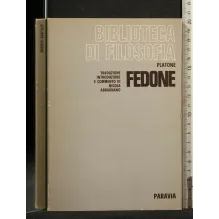 BIBLIOTECA
DI FILOSOFIA
PLATONE
FEDONE
TRADUZIONE
INTRODUZIONE
E COMMENTO DI
NICOLA
ABBAGNANO
PARAVIA